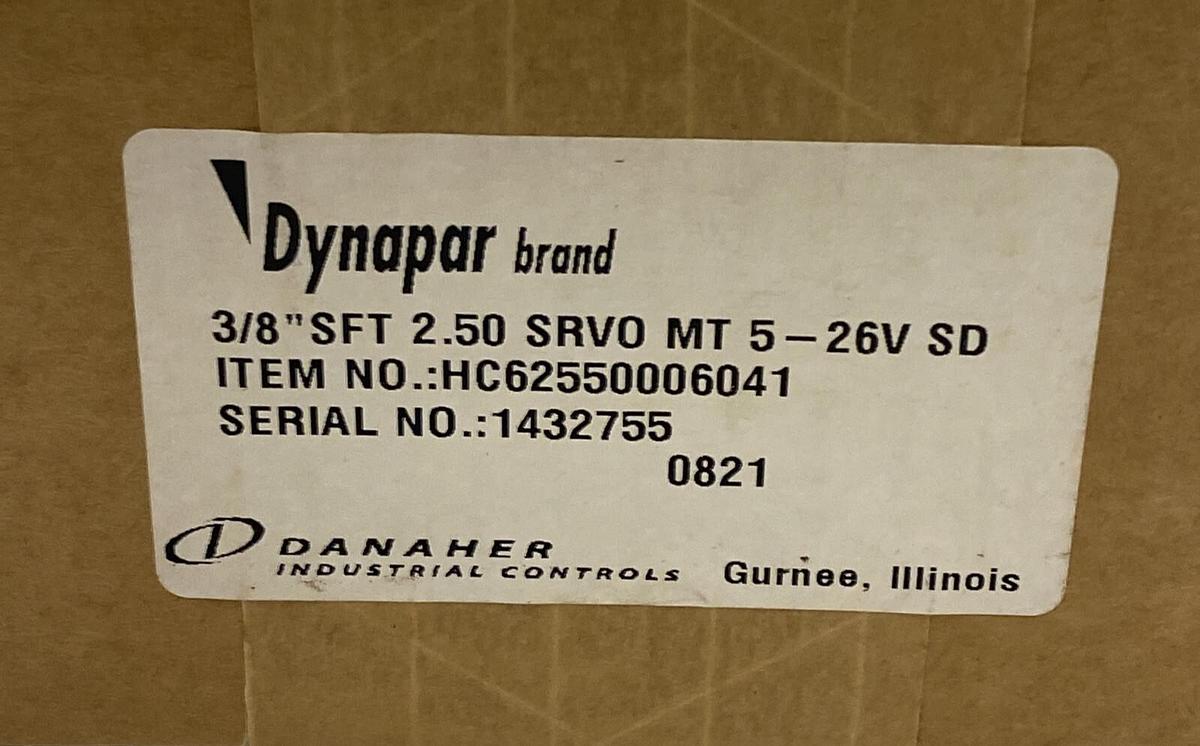 Dynapar brand
3/8"SFT 2.50 SRVO MT 5-26V SD
ITEM NO.:HC62550006041
SERIAL NO.:1432755
0821
DANAHER
INDUSTRIAL CONTROLS Gurnee, Illinois